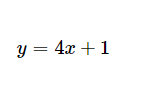 y = 4x + 1